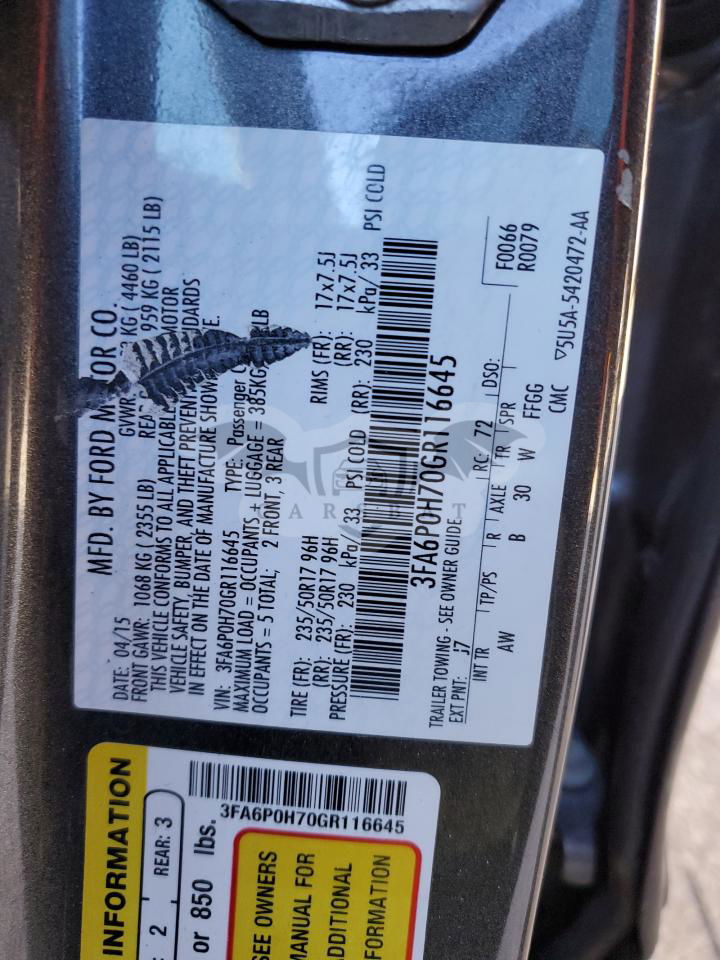 MFD. BY FORD MOTOR CO.
DATE: 04/15 GVWR: KG ( 4460 LB)
FRONT GAWR: 1068 KG ( 2355 LB) 959 KG ( 2115 LB)
THIS VEHICLE CONFORMS TO ALL APPLICABLE MOTOR
VEHICLE SAFETY, BUMPER, AND THEFT PREVENT
IN EFFECT ON THE DATE OF MANUFACTURE SHOW
VIN: 3FA6P0H70GR116645 TYPE: Passenger
MAXIMUM LOAD = OCCUPANTS + LUGGAGE = 385KG LB
OCCUPANTS = 5 TOTAL; 2 FRONT, 3 REAR
TIRE (FR): 235/50R17 96H RIMS (FR): 17x7.5J
(RR): 235/50R17 96H (RR): 17x7.5J
PRESSURE (FR): 230 kPa/ 33 PSI COLD (RR): 230 kPa/ 33 PSI COLD
3FA6P0H70GR116645
TRAILER TOWING - SEE OWNER GUIDE
EXT PNT: J7 RC: 72 DSO: F0066
R0079
INT TR TP/PS R AXLE TR SPR
AW B 30 W FFGG
CMC ▽5U5A-5420472-AA
CARSBAT
INFORMATION
2 REAR: 3
or 850 lbs.
3FA6P0H70GR116645
SEE OWNERS
MANUAL FOR
ADDITIONAL
INFORMATION